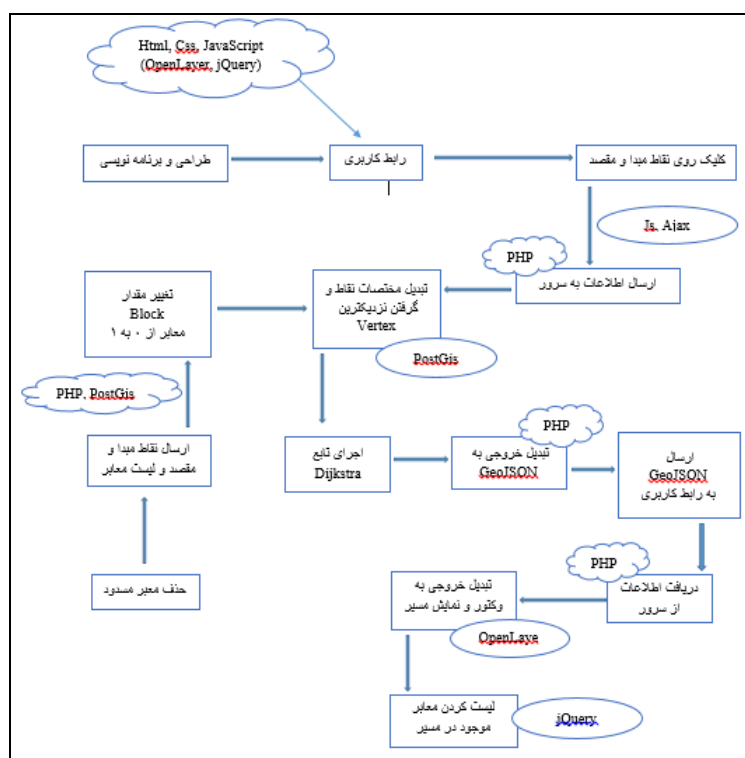 Html, Css, JavaScript
(OpenLayer, jQuery)
طراحی و برنامه نویسی
رابط کاربری
کلیک روی نقاط مبدا و مقصد
Js, Ajax
PHP
ارسال اطلاعات به سرور
تبدیل مختصات نقاط و
گرفتن نزدیکترین
Vertex
PostGis
تغییر مقدار
Block
معابر از ۰ به ۱
PHP, PostGis
ارسال نقاط مبدا و
مقصد و لیست معابر
حذف معبر مسدود
اجرای تابع
Dijkstra
PHP
تبدیل خروجی به
GeoJSON
ارسال
GeoJSON
به رابط کاربری
PHP
دریافت اطلاعات
از سرور
تبدیل خروجی به
وکتور و نمایش مسیر
OpenLaye
لیست کردن معابر
موجود در مسیر
jQuery